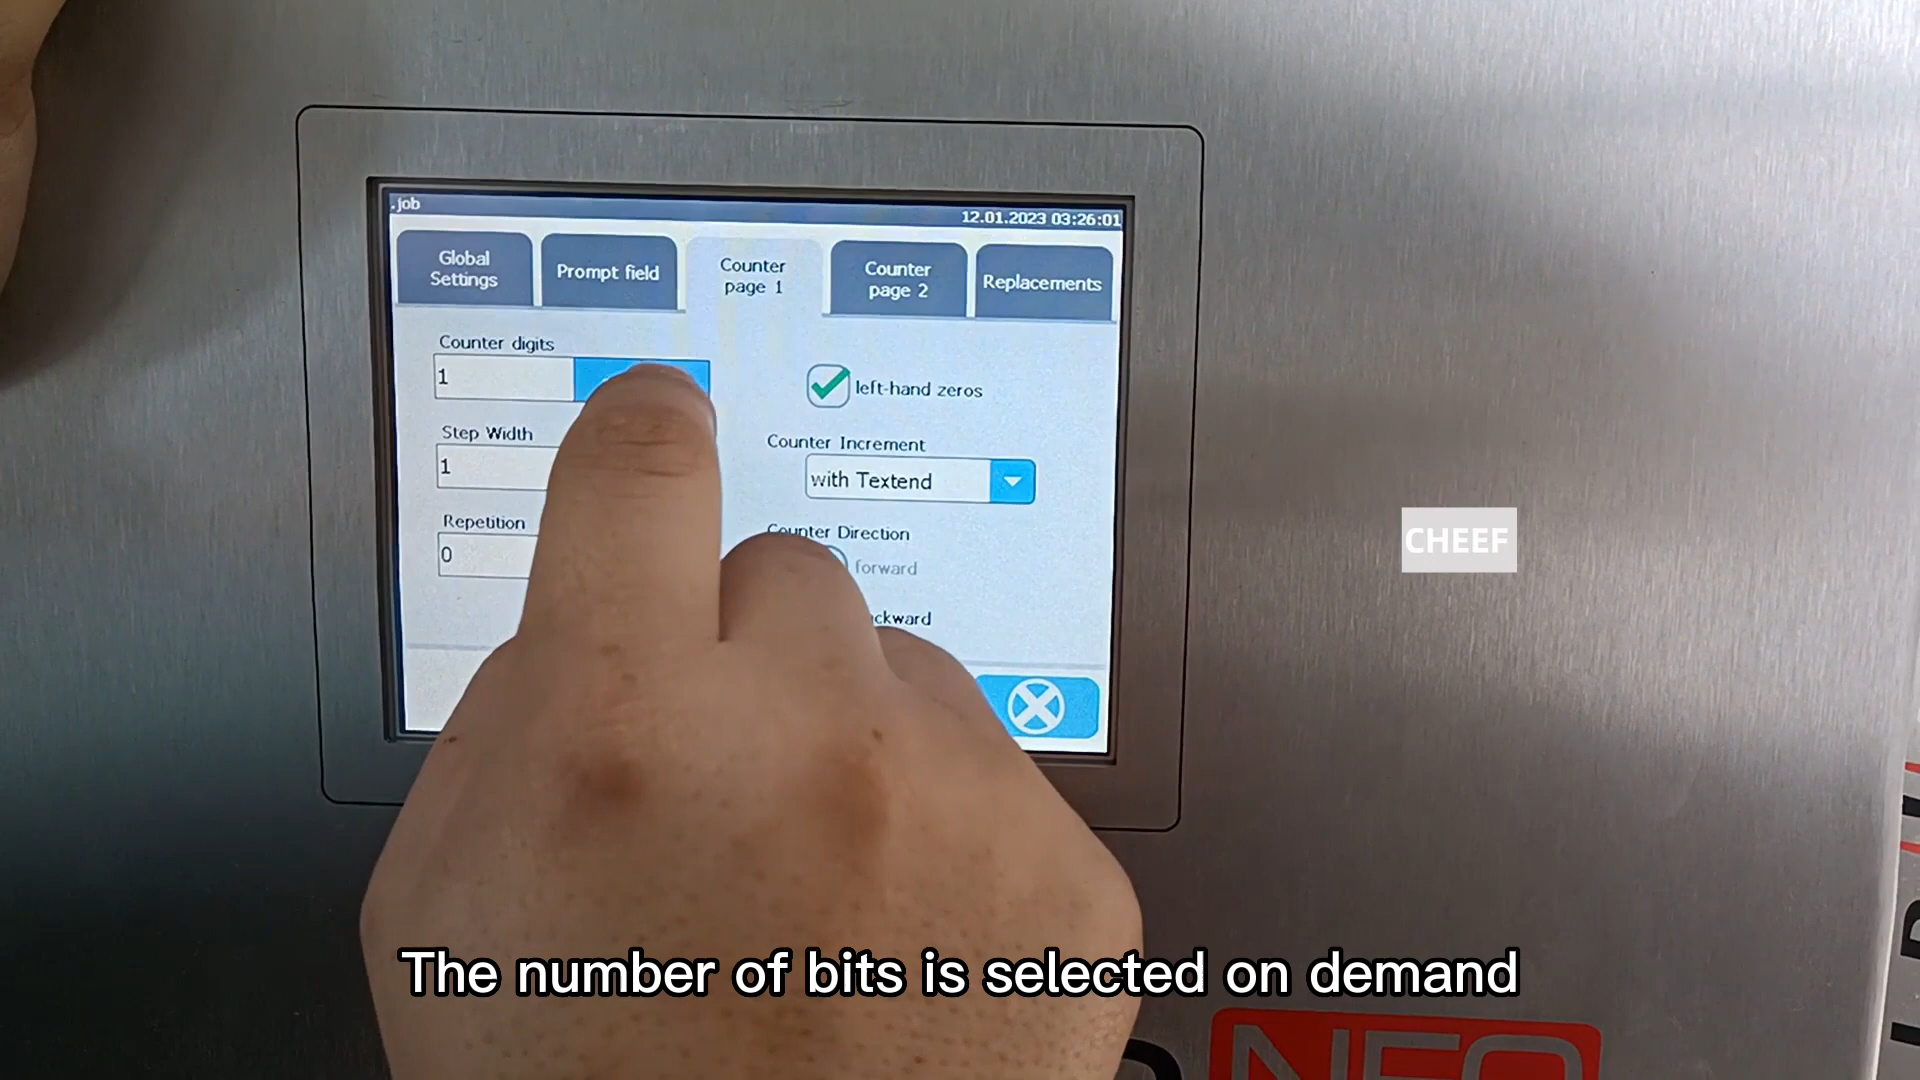 .job
12.01.2023 03:26:01
Global
Settings
Prompt field
Counter
page 1
Counter
page 2
Replacements
Counter digits
1
left-hand zeros
Step Width
1
Counter Increment
with Textend
Repetition
0
Counter Direction
forward
ckward
CHEEF
The number of bits is selected on demand
NEO